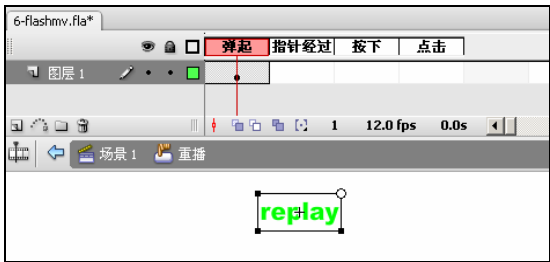 6-flashmv.fla*
弹起 指针经过 按下 点击
图层 1
1 12.0 fps 0.0s
场景 1 重播
replay